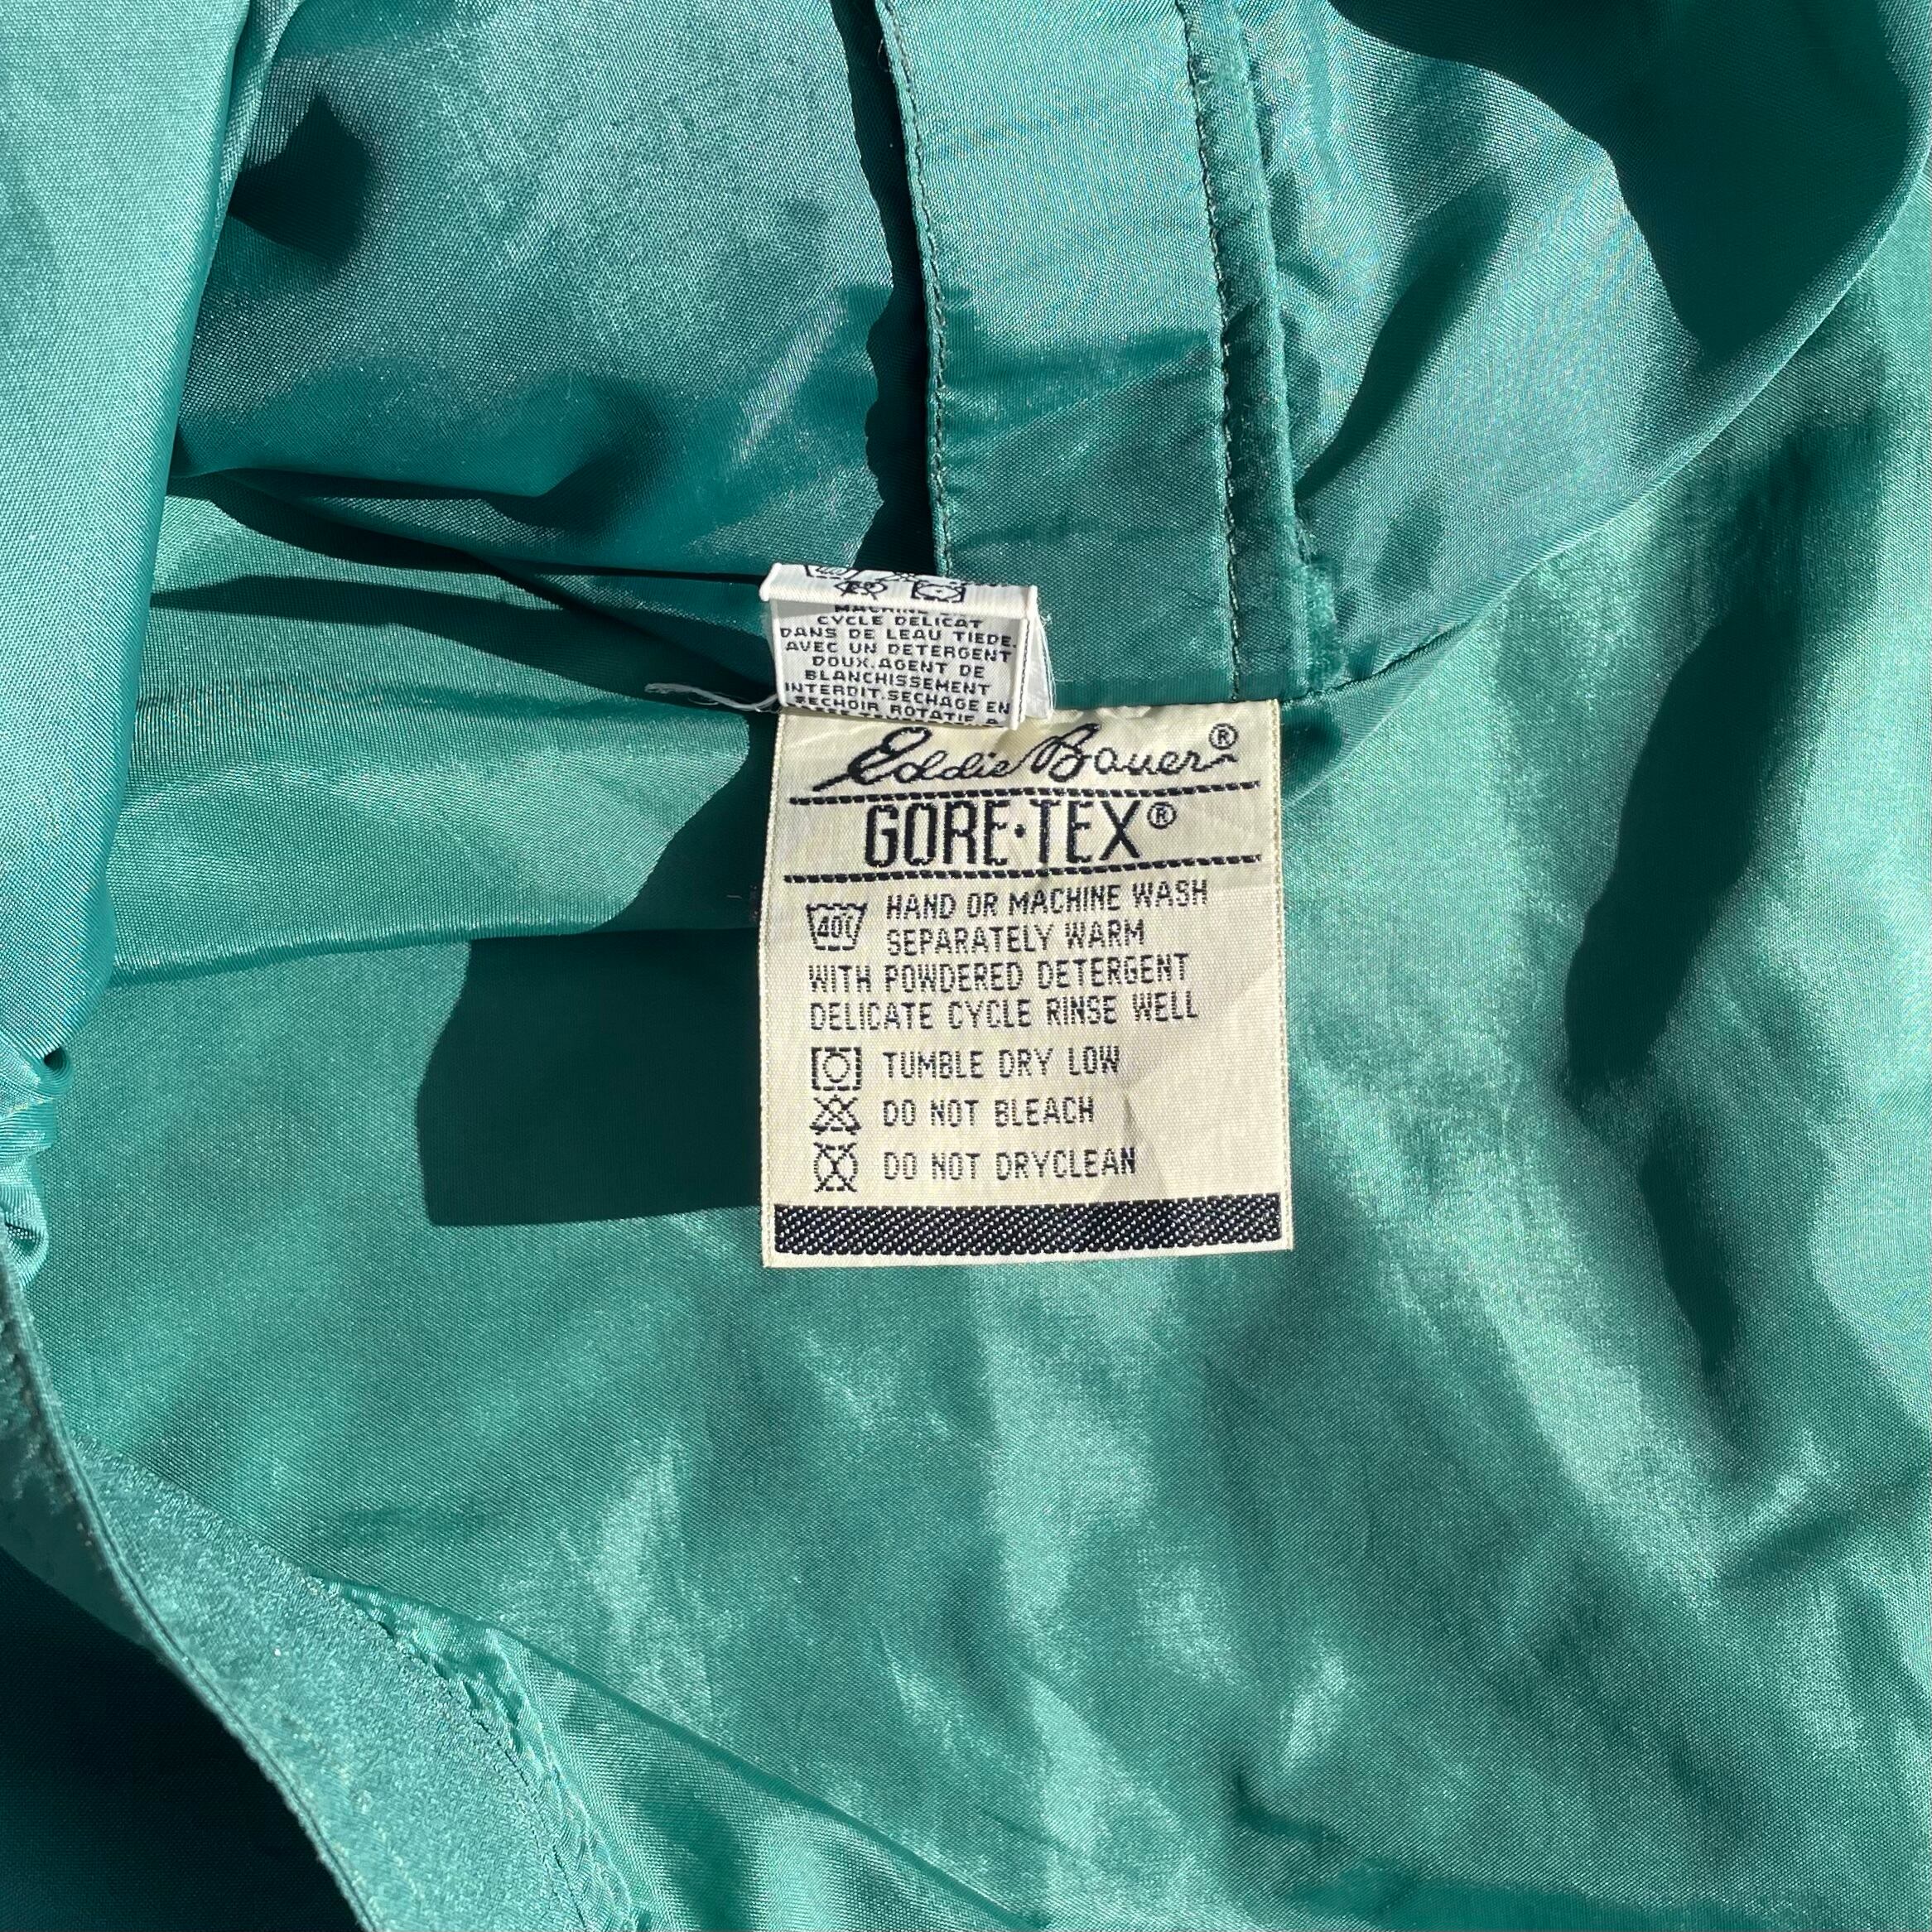 CYCLE DELICAT
DANS DE LEAU TIEDE.
AVEC UN DETERGENT
DOUX.AGENT DE
BLANCHISSEMENT
INTERDIT.SECHAGE EN
SECHOIR ROTATIF A
Eddie Bauer®
GORE·TEX®
40° HAND OR MACHINE WASH
SEPARATELY WARM
WITH POWDERED DETERGENT
DELICATE CYCLE RINSE WELL
TUMBLE DRY LOW
DO NOT BLEACH
DO NOT DRYCLEAN